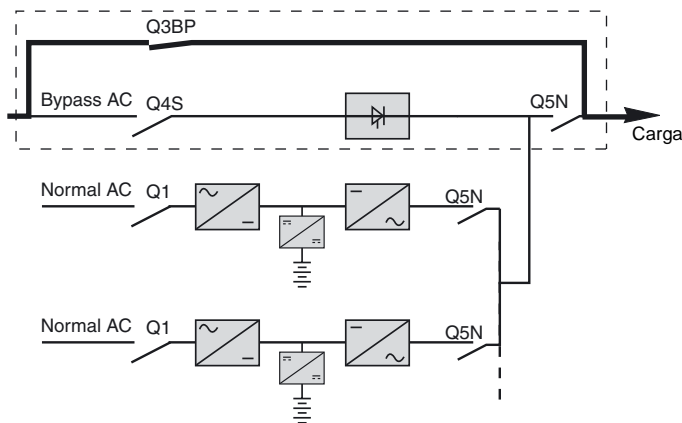 Q3BP
Bypass AC Q4S Q5N
Carga
Normal AC Q1 Q5N
Normal AC Q1 Q5N